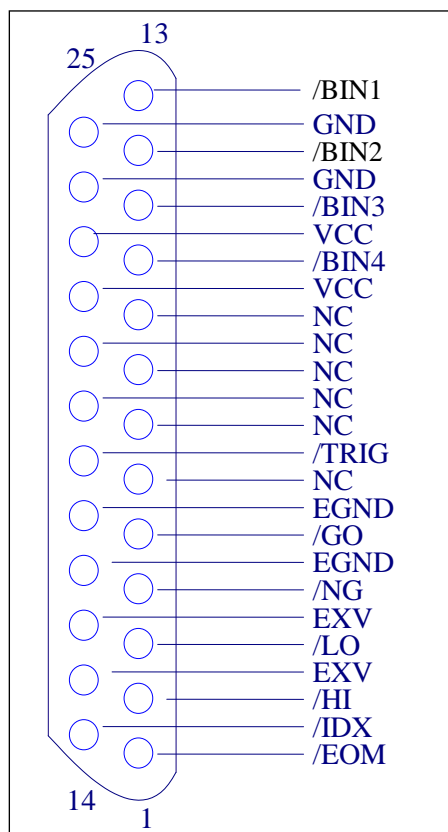 13
25
/BIN1
GND
/BIN2
GND
/BIN3
VCC
/BIN4
VCC
NC
NC
NC
NC
NC
/TRIG
NC
EGND
/GO
EGND
/NG
EXV
/LO
EXV
/HI
/IDX
/EOM
14
1